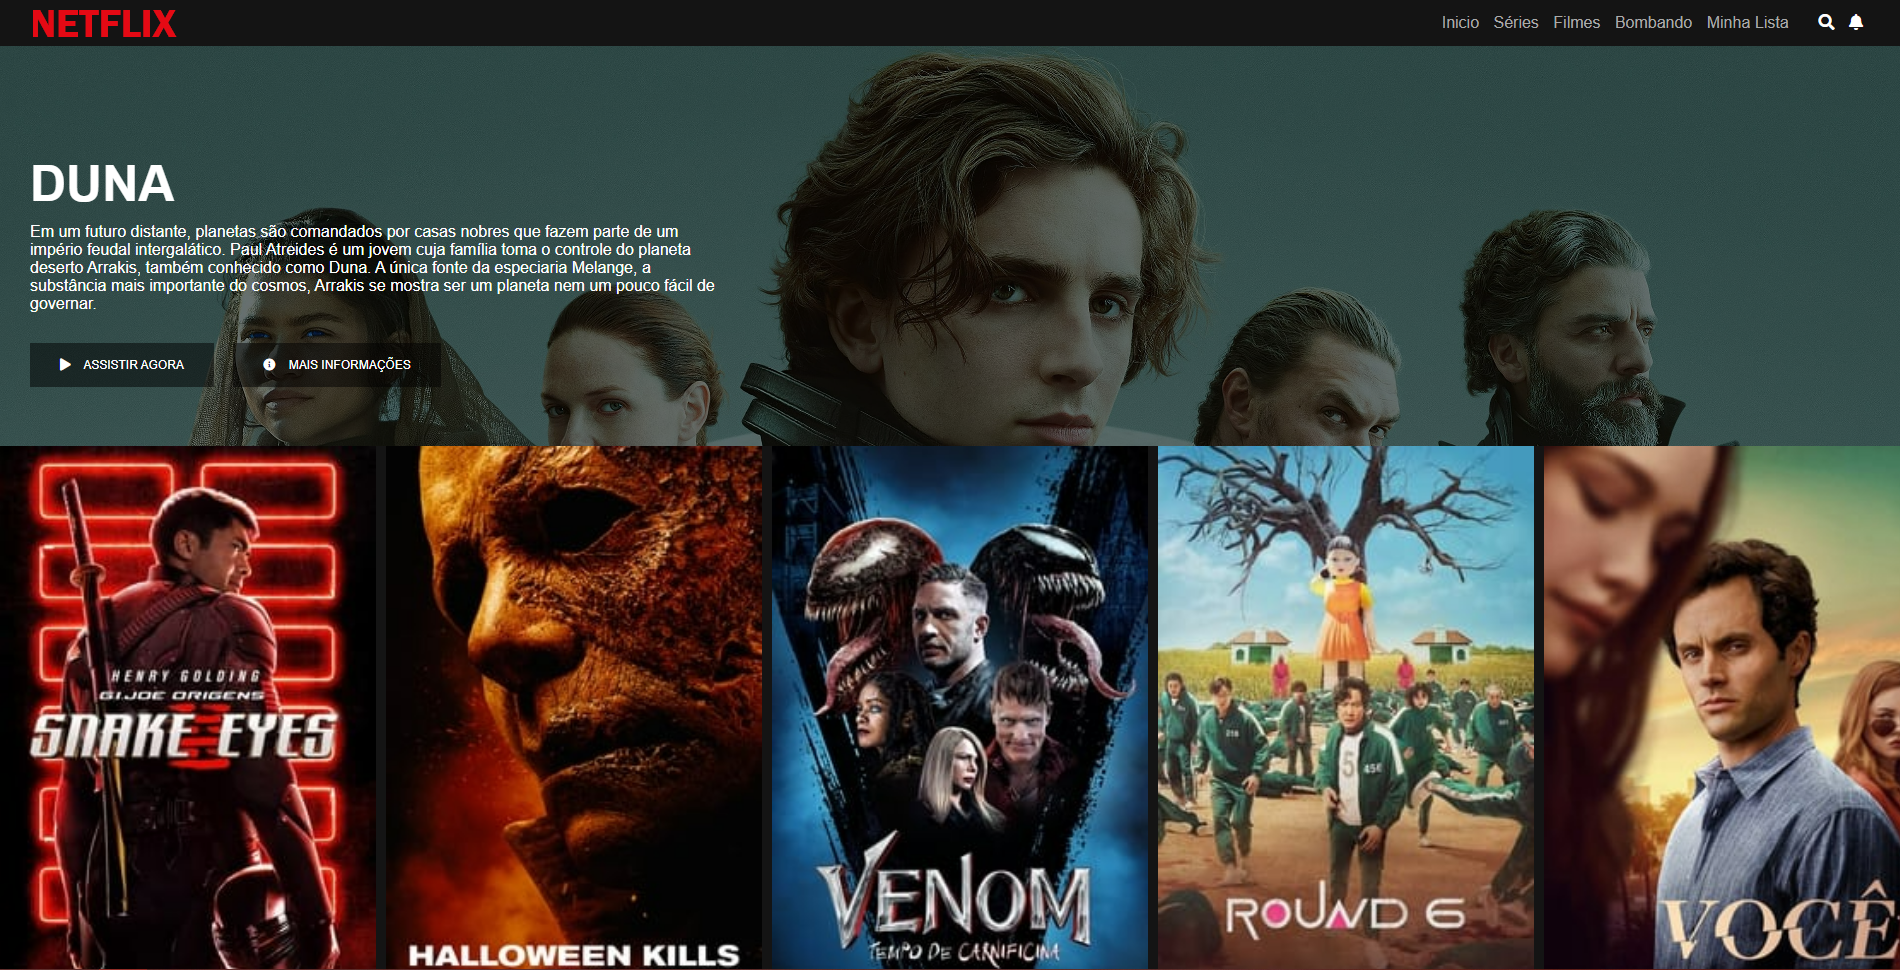 NETFLIX
Inicio Séries Filmes Bombando Minha Lista
DUNA
Em um futuro distante, planetas são comandados por casas nobres que fazem parte de um
império feudal intergalático. Paul Atreides é um jovem cuja família toma o controle do planeta
deserto Arrakis, também conhecido como Duna. A única fonte da especiaria Melange, a
substância mais importante do cosmos, Arrakis se mostra ser um planeta nem um pouco fácil de
governar.
ASSISTIR AGORA
MAIS INFORMAÇÕES
HENRY GOLDING
G.I.JOE ORIGENS
SNAKE EYES
HALLOWEEN KILLS
VENOM
TEMPO DE CARNIFICINA
218
456
ROUND 6
VOCÊ